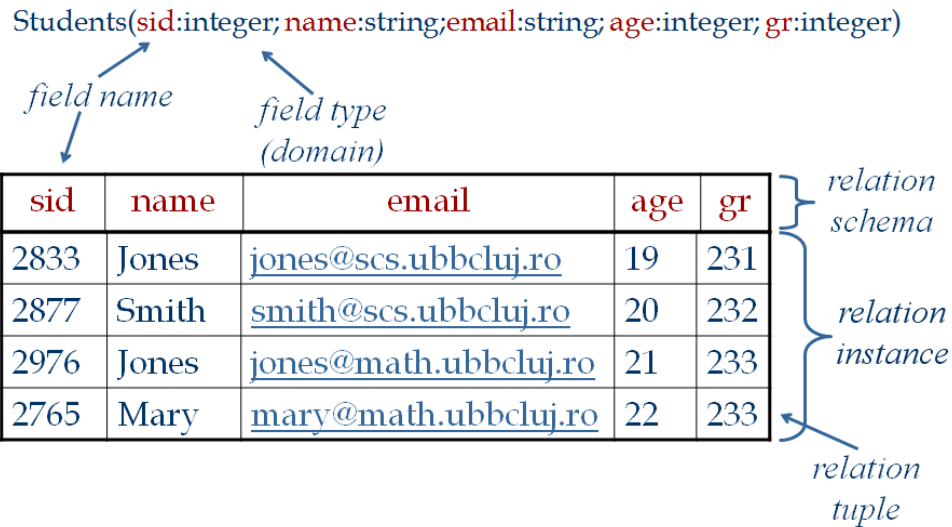 Students(sid:integer; name:string;email:string; age:integer; gr:integer)
field name
field type
(domain)
sid name email age gr
relation
schema
2833 Jones jones@scs.ubbcluj.ro 19 231
2877 Smith smith@scs.ubbcluj.ro 20 232
2976 Jones jones@math.ubbcluj.ro 21 233
2765 Mary mary@math.ubbcluj.ro 22 233
relation
instance
relation
tuple